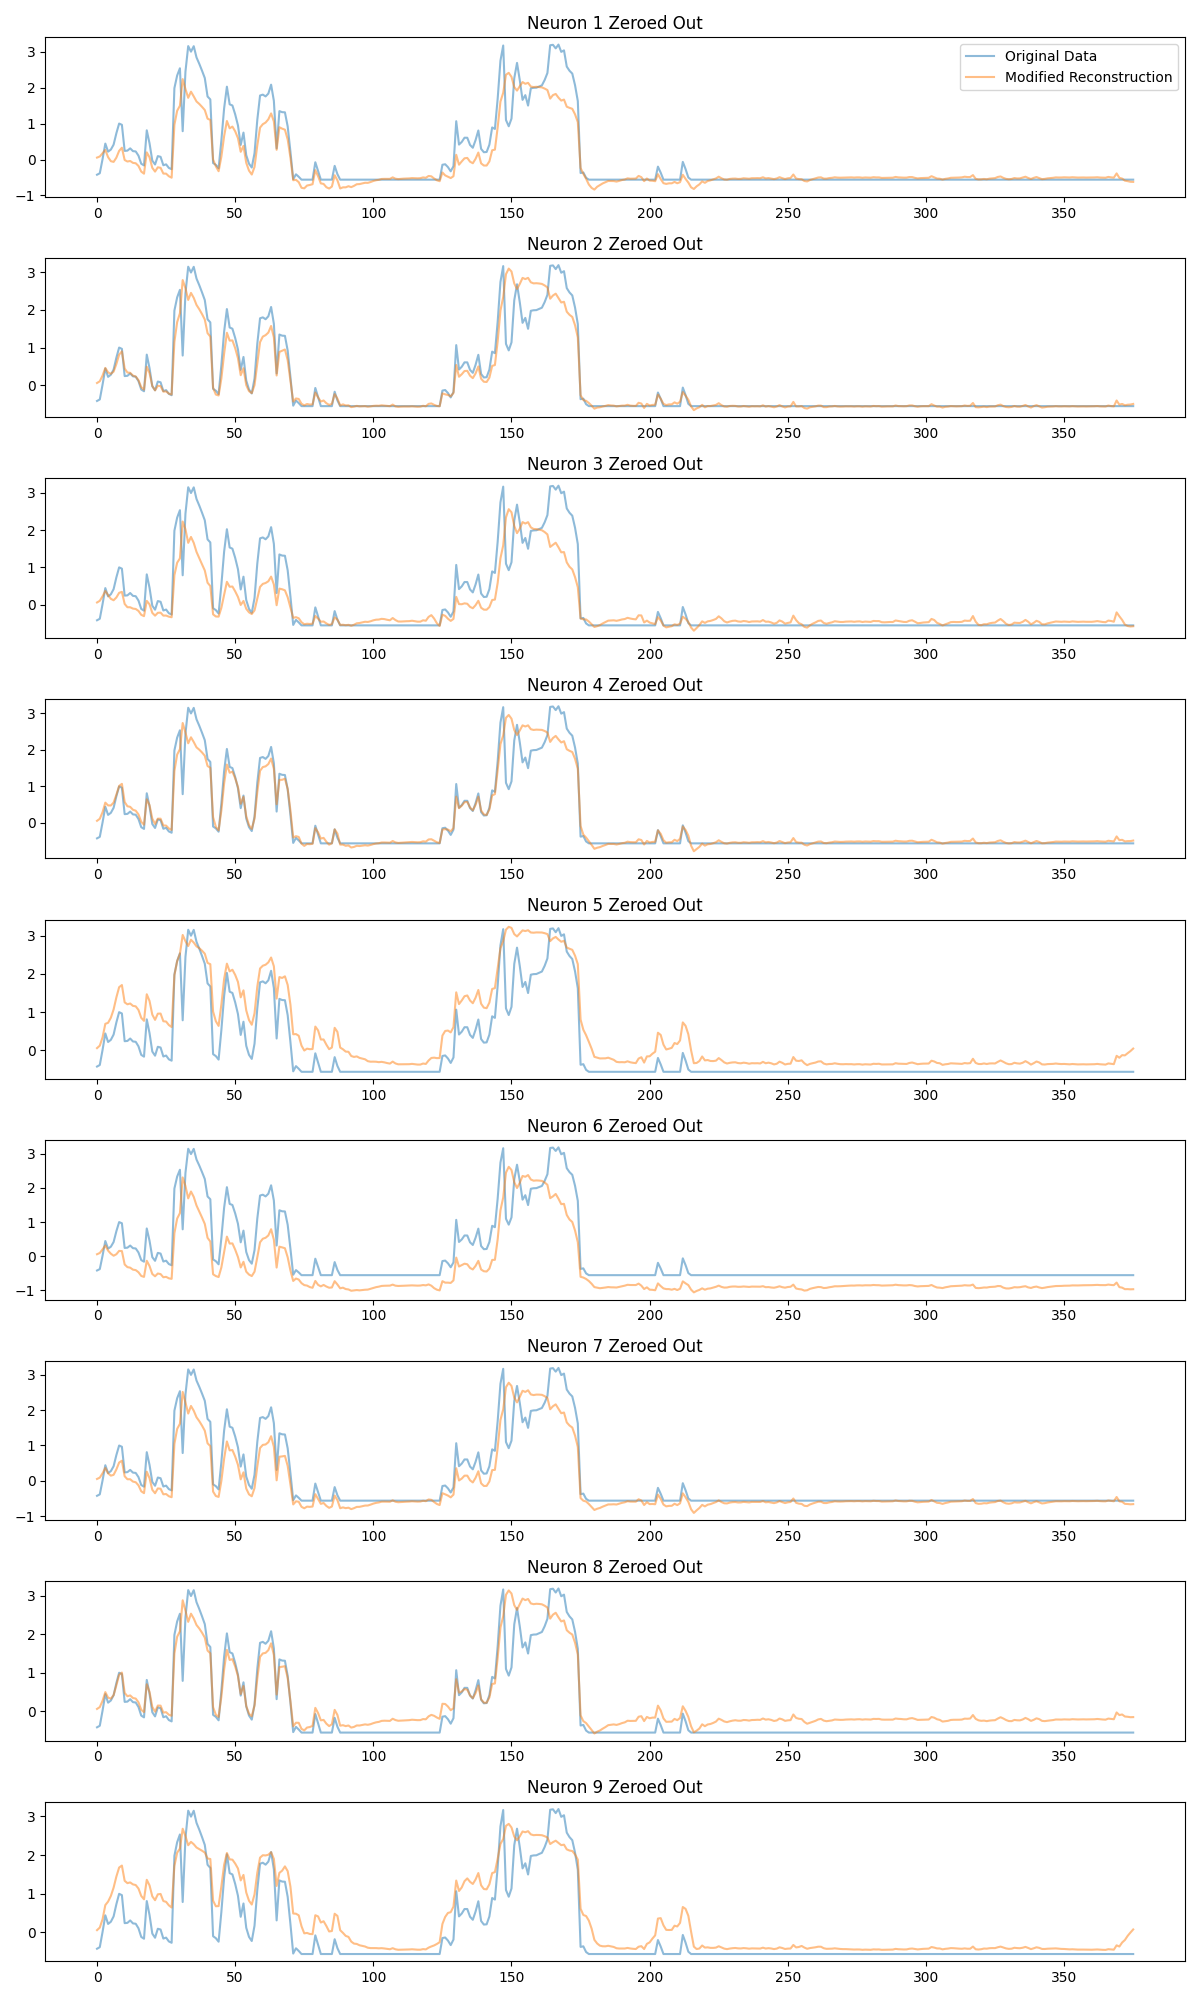 Neuron 1 Zeroed Out
Original Data
Modified Reconstruction
3
2
1
0
−1
0 50 100 150 200 250 300 350
Neuron 2 Zeroed Out
3
2
1
0
0 50 100 150 200 250 300 350
Neuron 3 Zeroed Out
3
2
1
0
0 50 100 150 200 250 300 350
Neuron 4 Zeroed Out
3
2
1
0
0 50 100 150 200 250 300 350
Neuron 5 Zeroed Out
3
2
1
0
0 50 100 150 200 250 300 350
Neuron 6 Zeroed Out
3
2
1
0
−1
0 50 100 150 200 250 300 350
Neuron 7 Zeroed Out
3
2
1
0
−1
0 50 100 150 200 250 300 350
Neuron 8 Zeroed Out
3
2
1
0
0 50 100 150 200 250 300 350
Neuron 9 Zeroed Out
3
2
1
0
0 50 100 150 200 250 300 350